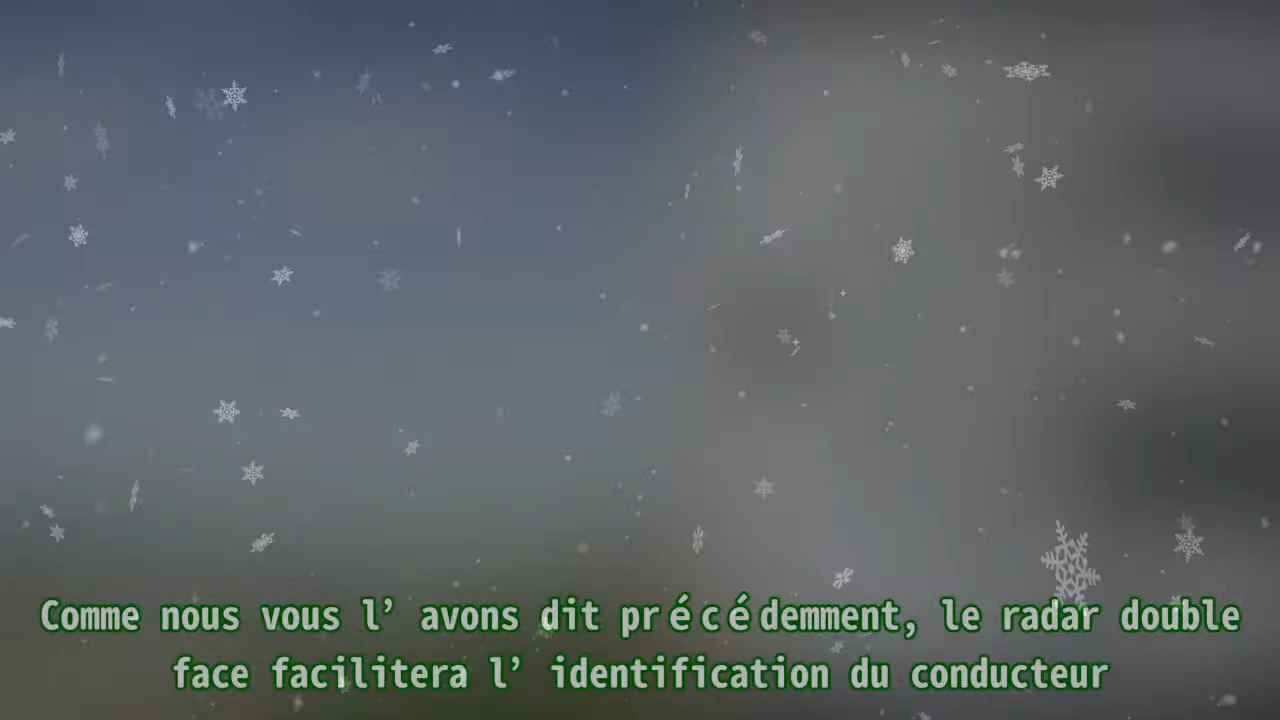 Comme nous vous l’ avons dit précédemment, le radar double
face facilitera l’ identification du conducteur